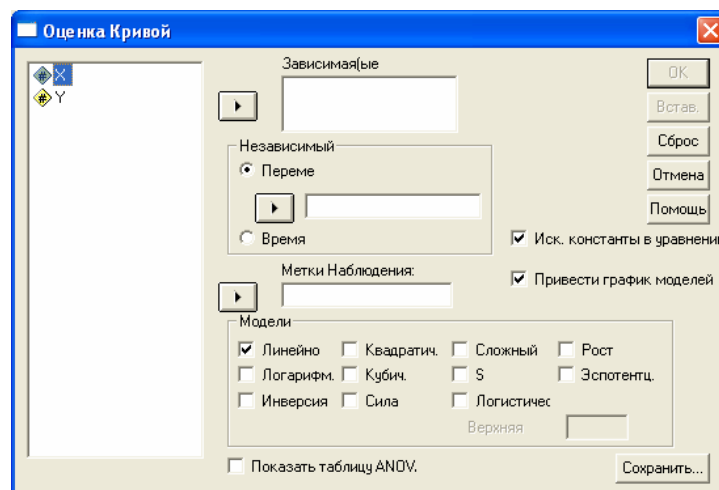 Оценка Кривой
X
Y
Зависимая(ые
OK
Встав.
Сброс
Отмена
Помощь
Независимый
Переме
Время
Иск. константы в уравнени
Метки Наблюдения:
Привести график моделей
Модели
Линейно Квадратич. Сложный Рост
Логарифм. Кубич. S Эспотентц.
Инверсия Сила Логистичес
Верхняя
Показать таблицу ANOV.
Сохранить...